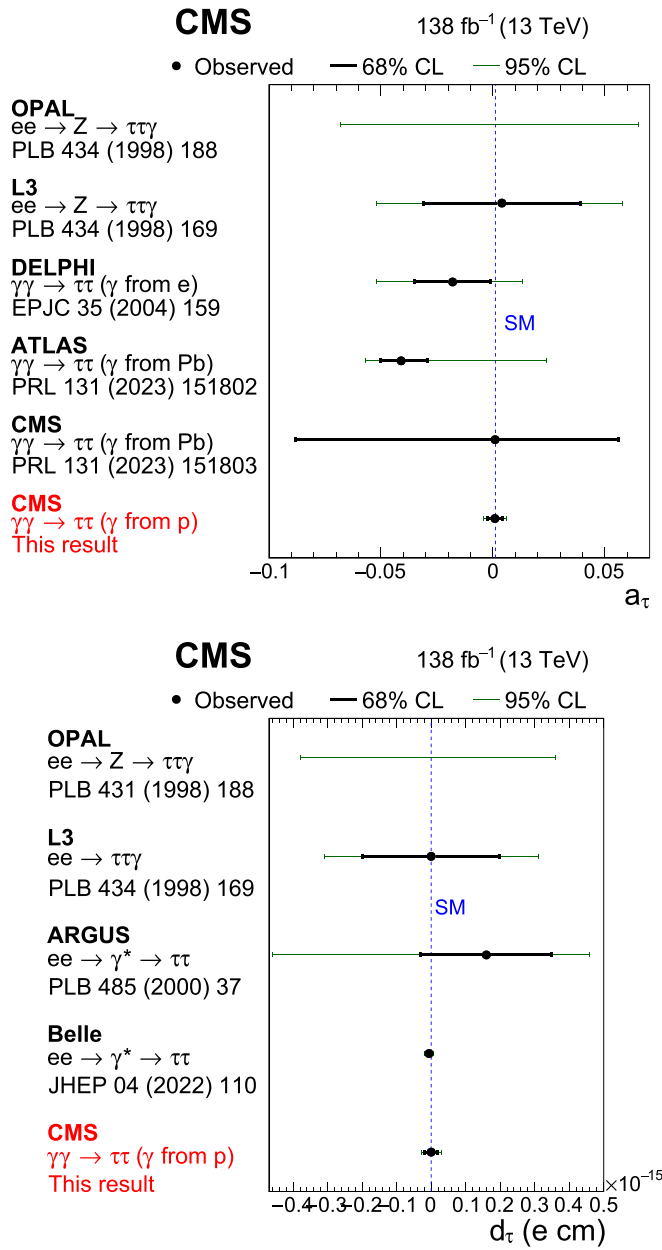 CMS 138 fb⁻¹ (13 TeV)
Observed 68% CL 95% CL
OPAL
ee → Z → ττγ
PLB 434 (1998) 188
L3
ee → Z → ττγ
PLB 434 (1998) 169
DELPHI
γγ → ττ (γ from e)
EPJC 35 (2004) 159
SM
ATLAS
γγ → ττ (γ from Pb)
PRL 131 (2023) 151802
CMS
γγ → ττ (γ from Pb)
PRL 131 (2023) 151803
CMS
γγ → ττ (γ from p)
This result
−0.1 −0.05 0 0.05
aτ
CMS 138 fb⁻¹ (13 TeV)
Observed 68% CL 95% CL
OPAL
ee → Z → ττγ
PLB 431 (1998) 188
L3
ee → ττγ
PLB 434 (1998) 169
SM
ARGUS
ee → γ* → ττ
PLB 485 (2000) 37
Belle
ee → γ* → ττ
JHEP 04 (2022) 110
CMS
γγ → ττ (γ from p)
This result
×10⁻¹⁵
−0.4 −0.3 −0.2 −0.1 0 0.1 0.2 0.3 0.4 0.5
dτ (e cm)